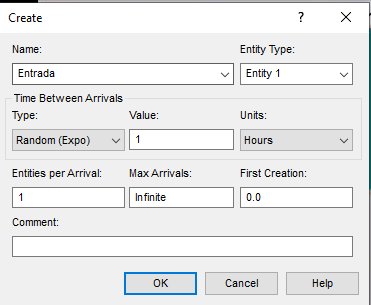 Create ?
Name: Entity Type:
Entrada Entity 1
Time Between Arrivals
Type: Value: Units:
Random (Expo) 1 Hours
Entities per Arrival: Max Arrivals: First Creation:
1 Infinite 0.0
Comment:
OK Cancel Help